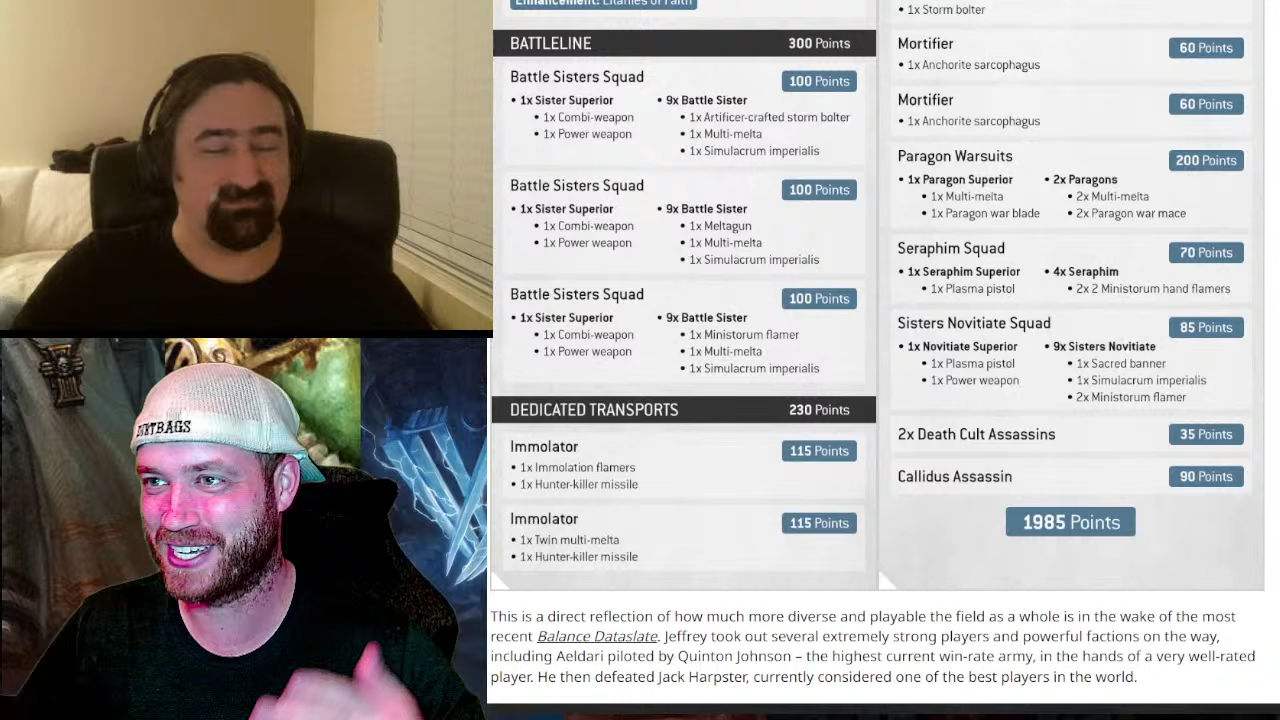 Enhancement: Litanies of Faith
BATTLELINE 300 Points
Battle Sisters Squad 100 Points
• 1x Sister Superior • 9x Battle Sister
• 1x Combi-weapon • 1x Artificer-crafted storm bolter
• 1x Power weapon • 1x Multi-melta
• 1x Simulacrum imperialis
Battle Sisters Squad 100 Points
• 1x Sister Superior • 9x Battle Sister
• 1x Combi-weapon • 1x Meltagun
• 1x Power weapon • 1x Multi-melta
• 1x Simulacrum imperialis
Battle Sisters Squad 100 Points
• 1x Sister Superior • 9x Battle Sister
• 1x Combi-weapon • 1x Ministorum flamer
• 1x Power weapon • 1x Multi-melta
• 1x Simulacrum imperialis
DEDICATED TRANSPORTS 230 Points
Immolator 115 Points
• 1x Immolation flamers
• 1x Hunter-killer missile
Immolator 115 Points
• 1x Twin multi-melta
• 1x Hunter-killer missile
• 1x Storm bolter
Mortifier 60 Points
• 1x Anchorite sarcophagus
Mortifier 60 Points
• 1x Anchorite sarcophagus
Paragon Warsuits 200 Points
• 1x Paragon Superior • 2x Paragons
• 1x Multi-melta • 2x Multi-melta
• 1x Paragon war blade • 2x Paragon war mace
Seraphim Squad 70 Points
• 1x Seraphim Superior • 4x Seraphim
• 1x Plasma pistol • 2x 2 Ministorum hand flamers
Sisters Novitiate Squad 85 Points
• 1x Novitiate Superior • 9x Sisters Novitiate
• 1x Plasma pistol • 1x Sacred banner
• 1x Power weapon • 1x Simulacrum imperialis
• 2x Ministorum flamer
2x Death Cult Assassins 35 Points
Callidus Assassin 90 Points
1985 Points
This is a direct reflection of how much more diverse and playable the field as a whole is in the wake of the most
recent Balance Dataslate. Jeffrey took out several extremely strong players and powerful factions on the way,
including Aeldari piloted by Quinton Johnson – the highest current win-rate army, in the hands of a very well-rated
player. He then defeated Jack Harpster, currently considered one of the best players in the world.